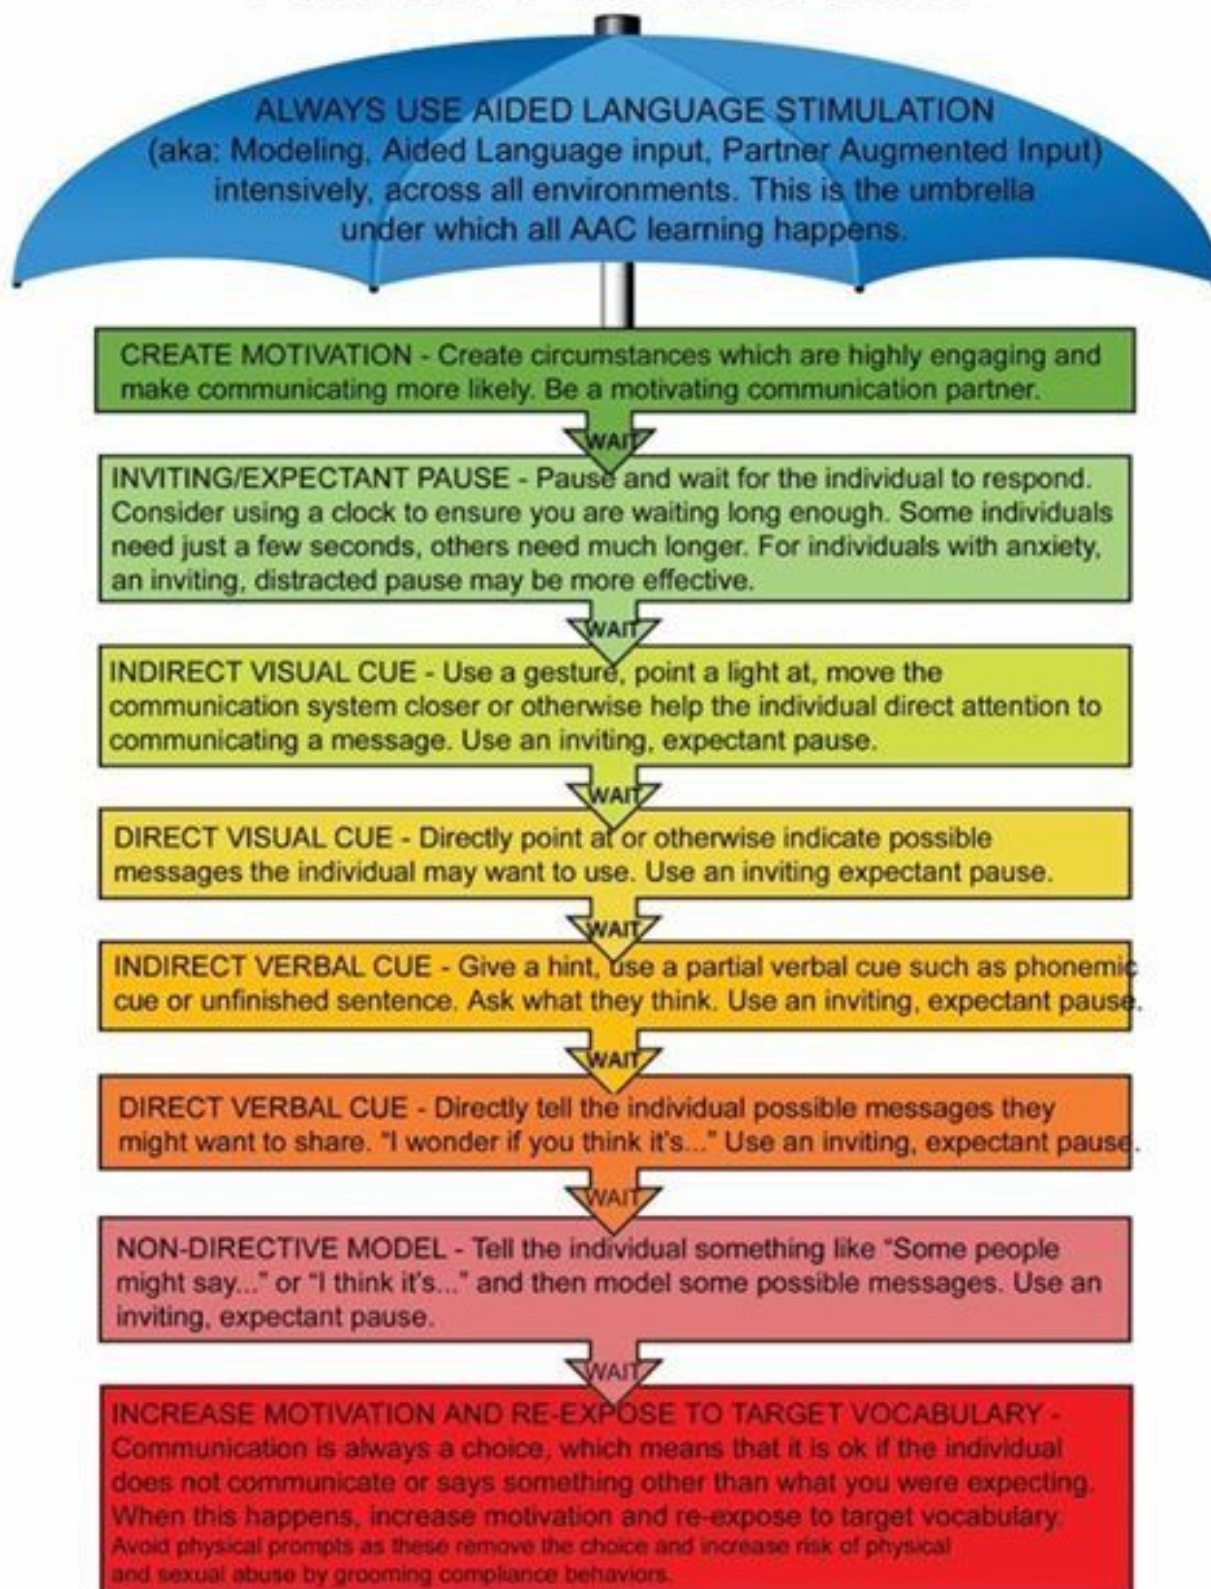 ALWAYS USE AIDED LANGUAGE STIMULATION
(aka: Modeling, Aided Language input, Partner Augmented Input)
intensively, across all environments. This is the umbrella
under which all AAC learning happens.
CREATE MOTIVATION - Create circumstances which are highly engaging and
make communicating more likely. Be a motivating communication partner.
WAIT
INVITING/EXPECTANT PAUSE - Pause and wait for the individual to respond.
Consider using a clock to ensure you are waiting long enough. Some individuals
need just a few seconds, others need much longer. For individuals with anxiety,
an inviting, distracted pause may be more effective.
WAIT
INDIRECT VISUAL CUE - Use a gesture, point a light at, move the
communication system closer or otherwise help the individual direct attention to
communicating a message. Use an inviting, expectant pause.
WAIT
DIRECT VISUAL CUE - Directly point at or otherwise indicate possible
messages the individual may want to use. Use an inviting expectant pause.
WAIT
INDIRECT VERBAL CUE - Give a hint, use a partial verbal cue such as phonemic
cue or unfinished sentence. Ask what they think. Use an inviting, expectant pause.
WAIT
DIRECT VERBAL CUE - Directly tell the individual possible messages they
might want to share. “I wonder if you think it's...” Use an inviting, expectant pause.
WAIT
NON-DIRECTIVE MODEL - Tell the individual something like “Some people
might say...” or “I think it's...” and then model some possible messages. Use an
inviting, expectant pause.
WAIT
INCREASE MOTIVATION AND RE-EXPOSE TO TARGET VOCABULARY -
Communication is always a choice, which means that it is ok if the individual
does not communicate or says something other than what you were expecting.
When this happens, increase motivation and re-expose to target vocabulary.
Avoid physical prompts as these remove the choice and increase risk of physical
and sexual abuse by grooming compliance behaviors.